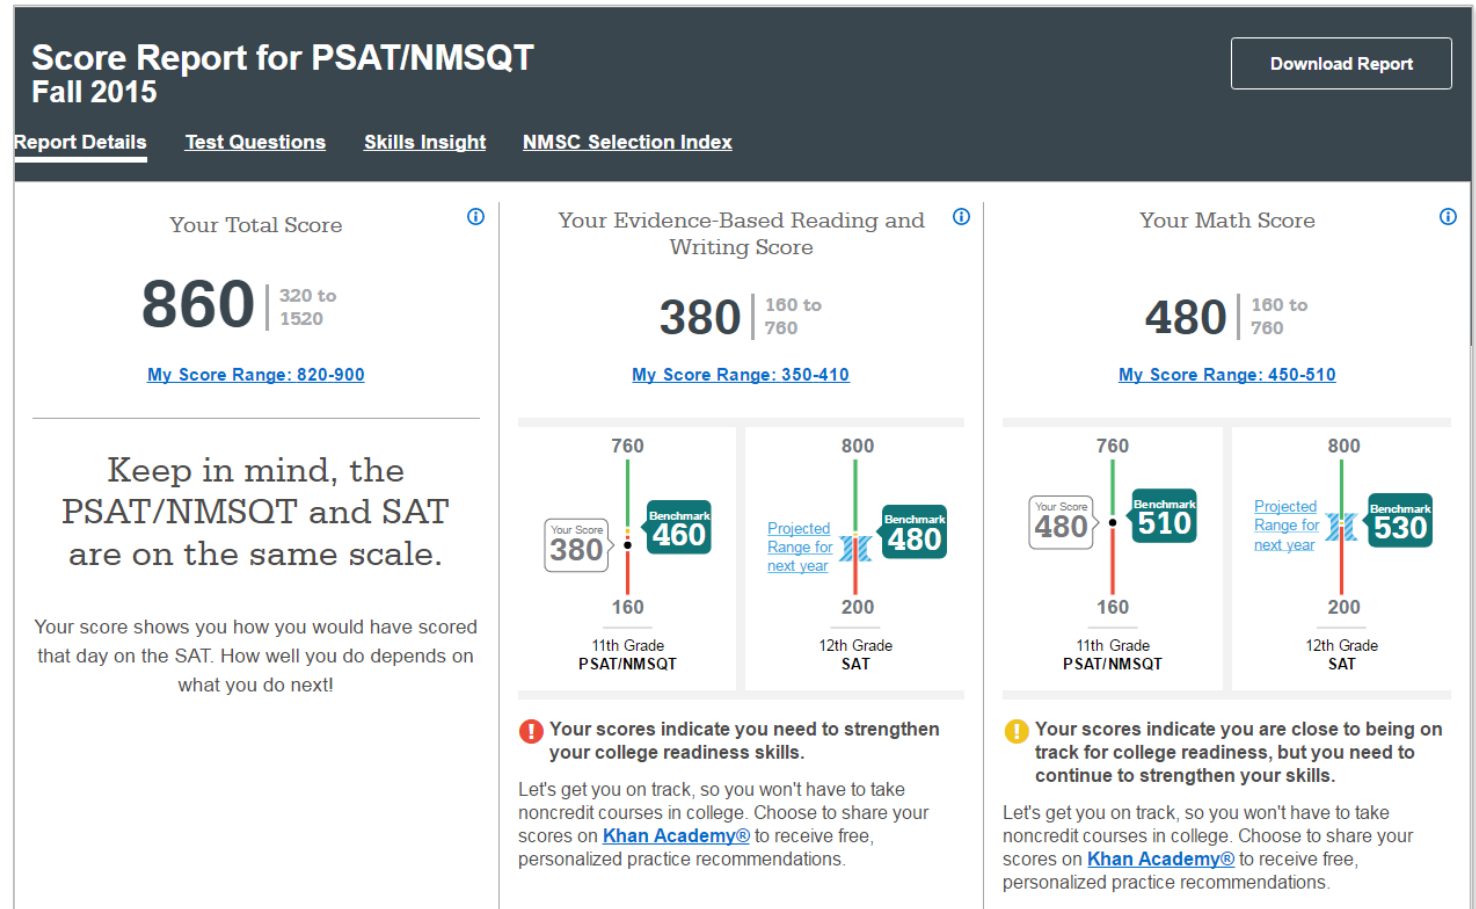 Score Report for PSAT/NMSQT
Fall 2015
Download Report
Report Details
Test Questions
Skills Insight
NMSC Selection Index
Your Total Score
860
320 to
1520
My Score Range: 820-900
Keep in mind, the
PSAT/NMSQT and SAT
are on the same scale.
Your score shows you how you would have scored
that day on the SAT. How well you do depends on
what you do next!
Your Evidence-Based Reading and
Writing Score
380
160 to
760
My Score Range: 350-410
760
Your Score
380
Benchmark
460
160
11th Grade
PSAT/NMSQT
800
Projected
Range for
next year
Benchmark
480
200
12th Grade
SAT
Your scores indicate you need to strengthen
your college readiness skills.
Let's get you on track, so you won't have to take
noncredit courses in college. Choose to share your
scores on Khan Academy® to receive free,
personalized practice recommendations.
Your Math Score
480
160 to
760
My Score Range: 450-510
760
Your Score
480
Benchmark
510
160
11th Grade
PSAT/NMSQT
800
Projected
Range for
next year
Benchmark
530
200
12th Grade
SAT
Your scores indicate you are close to being on
track for college readiness, but you need to
continue to strengthen your skills.
Let's get you on track, so you won't have to take
noncredit courses in college. Choose to share your
scores on Khan Academy® to receive free,
personalized practice recommendations.